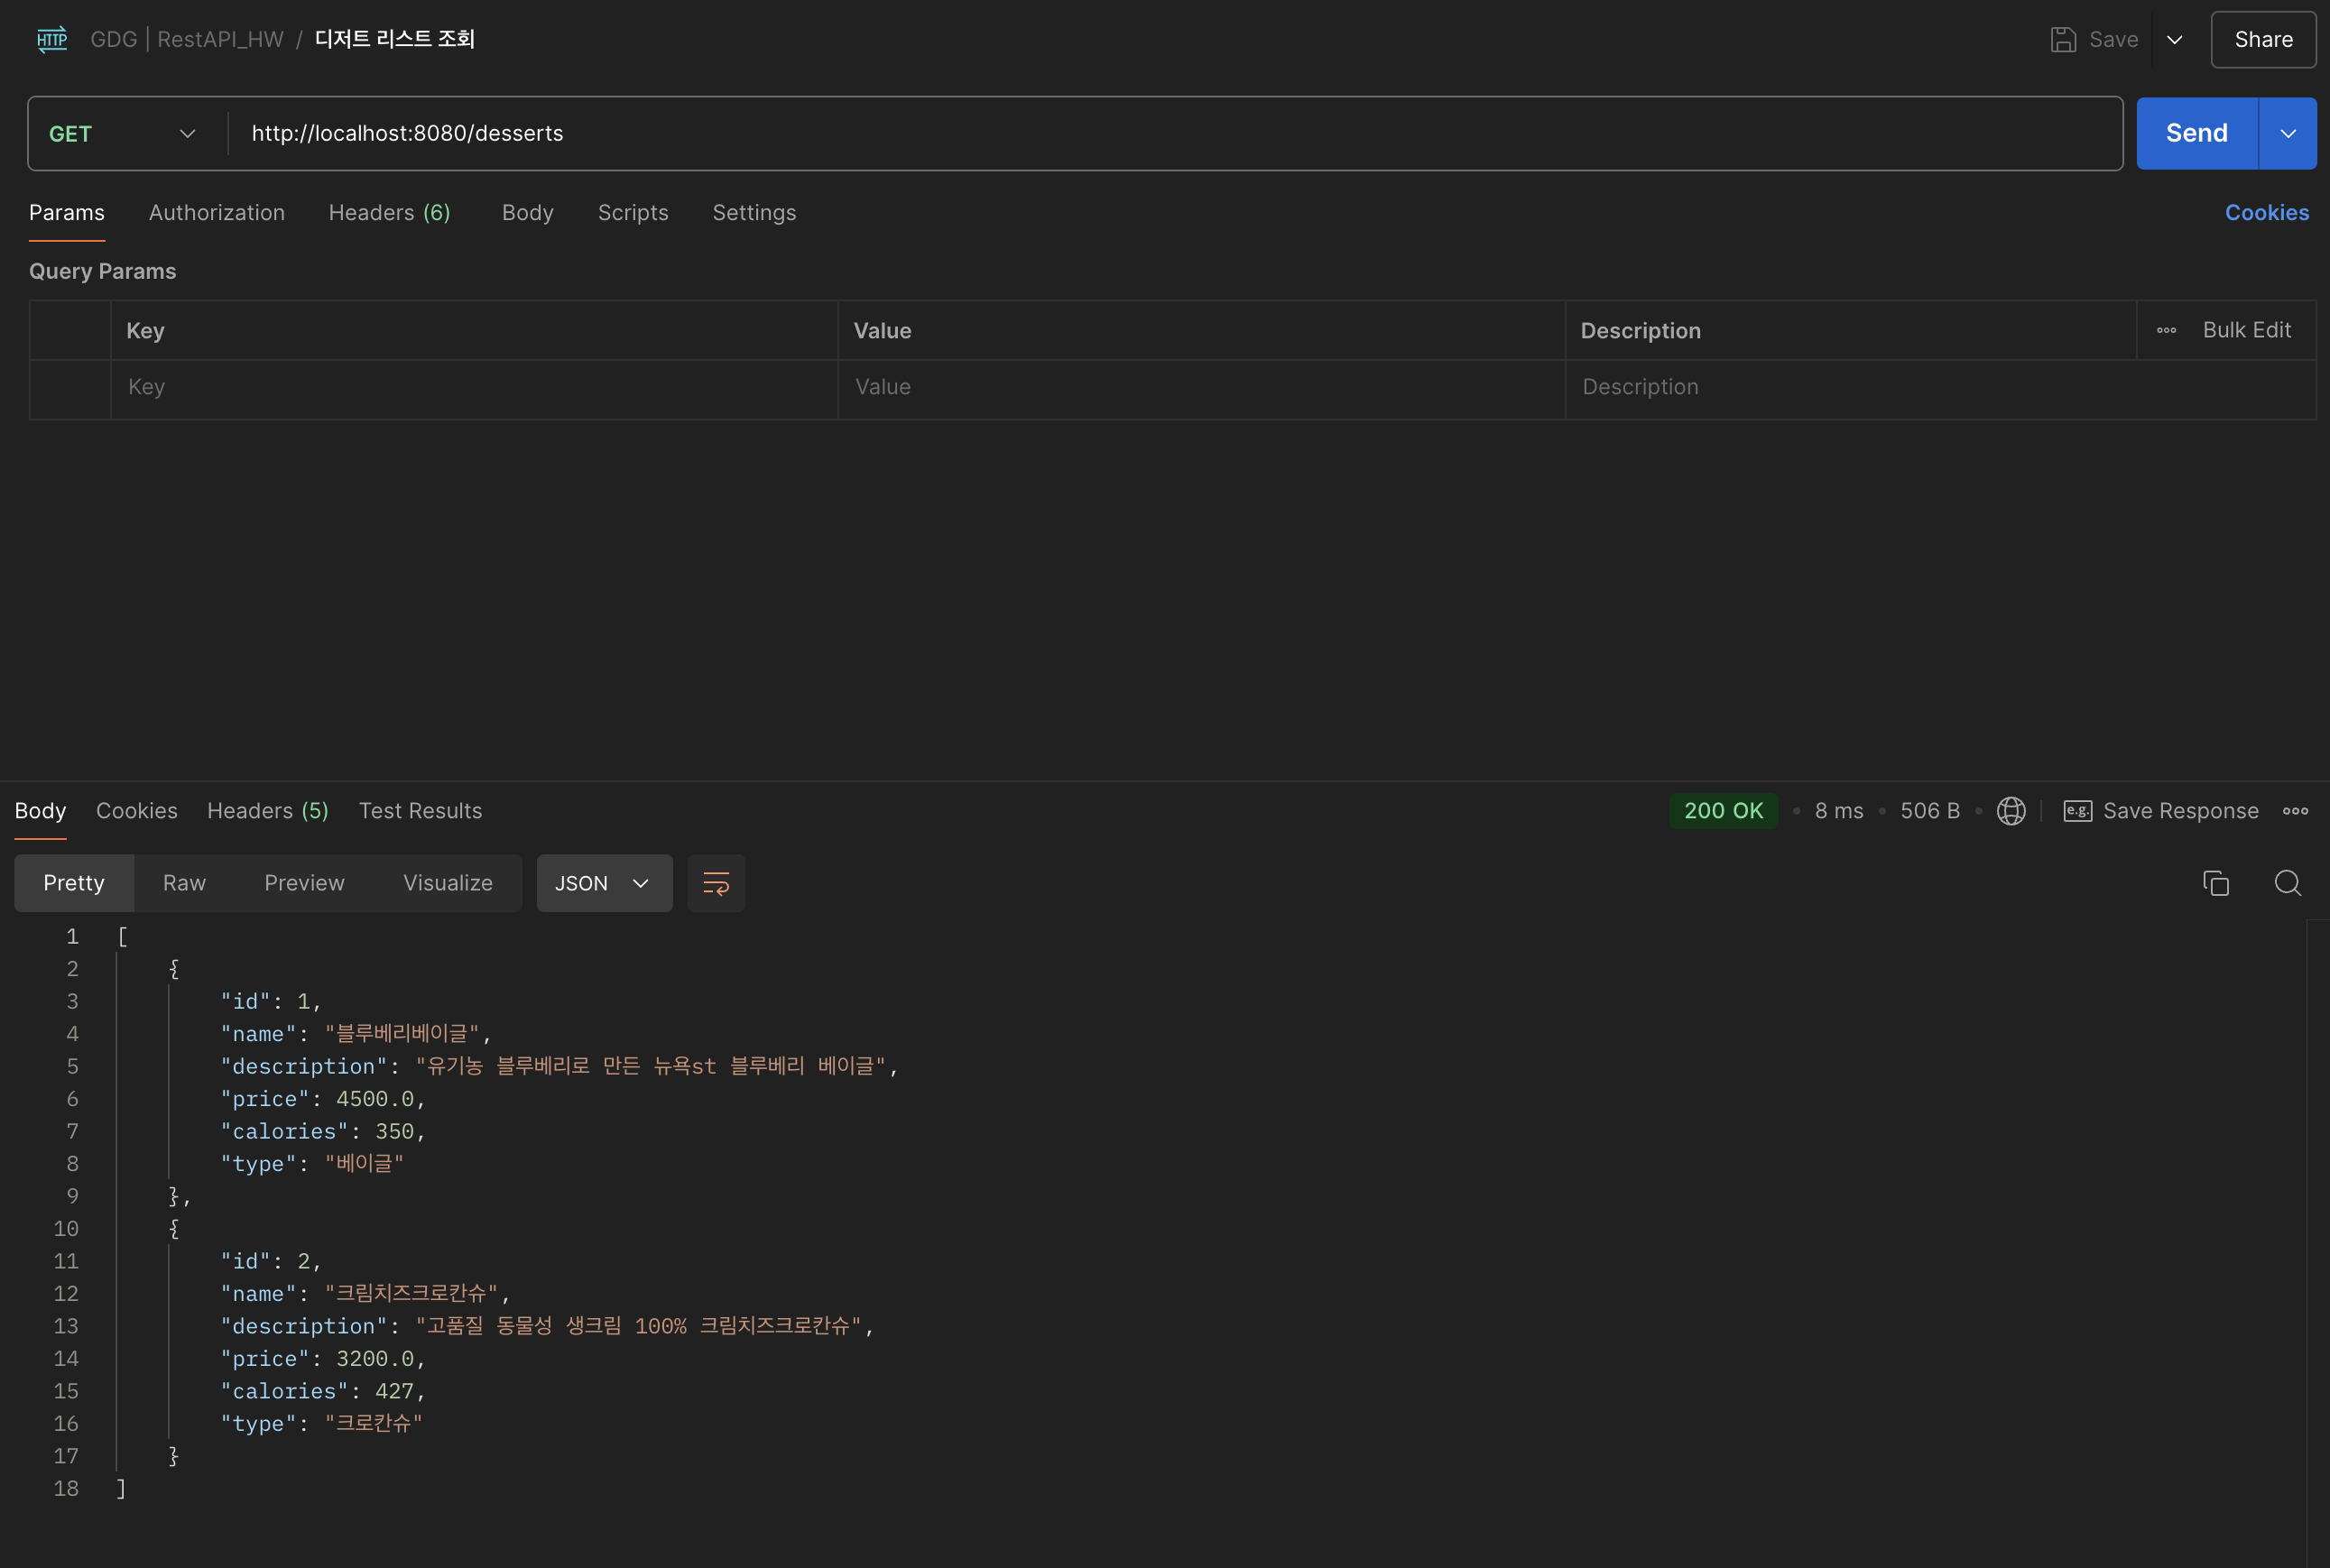 HTTP GDG | RestAPI_HW / 디저트 리스트 조회 Save Share
GET http://localhost:8080/desserts Send
Params Authorization Headers (6) Body Scripts Settings Cookies
Query Params
Key Value Description Bulk Edit
Key Value Description
Body Cookies Headers (5) Test Results 200 OK • 8 ms • 506 B • e.g. Save Response
Pretty Raw Preview Visualize JSON
1 [
2 {
3 "id": 1,
4 "name": "블루베리베이글",
5 "description": "유기농 블루베리로 만든 뉴욕st 블루베리 베이글",
6 "price": 4500.0,
7 "calories": 350,
8 "type": "베이글"
9 },
10 {
11 "id": 2,
12 "name": "크림치즈크로칸슈",
13 "description": "고품질 동물성 생크림 100% 크림치즈크로칸슈",
14 "price": 3200.0,
15 "calories": 427,
16 "type": "크로칸슈"
17 }
18 ]